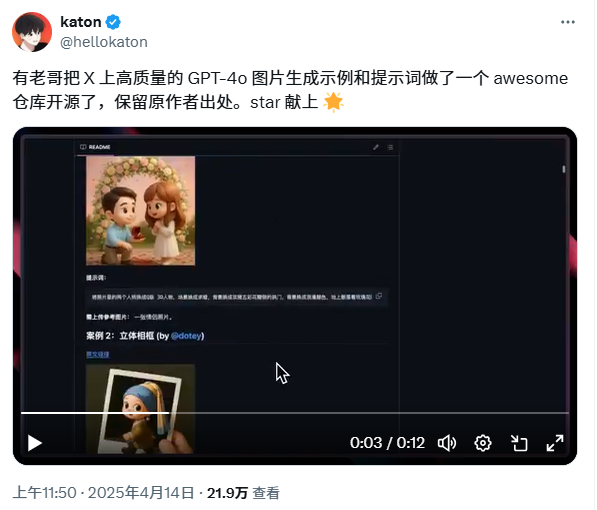 katon
@hellokaton
有老哥把 X 上高质量的 GPT-4o 图片生成示例和提示词做了一个 awesome
仓库开源了，保留原作者出处。star 献上 🌟
README
提示词：
需上传参考图片： 一张情侣照片。
案例 2：立体相框 (by @dotey)
原文链接
0:03 / 0:12
上午11:50 · 2025年4月14日 · 21.9万 查看